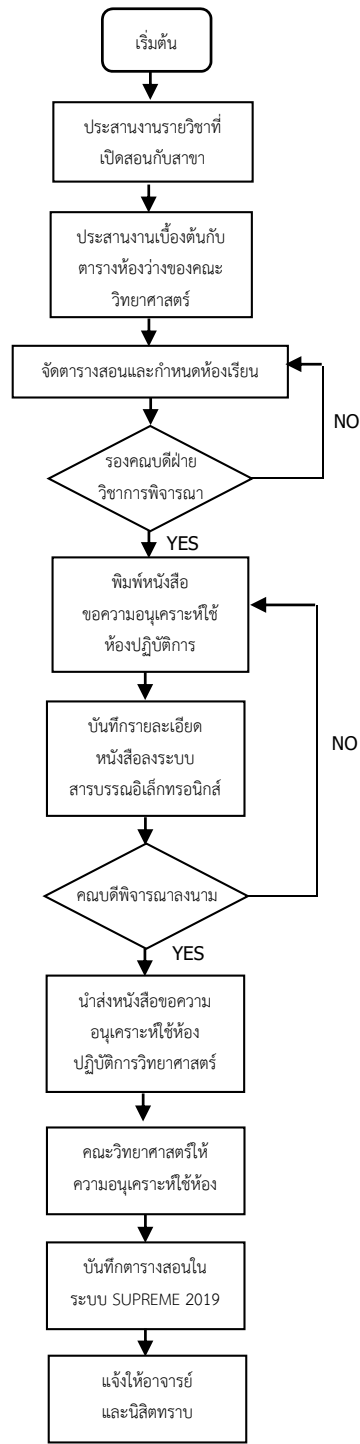 เริ่มต้น
ประสานงานรายวิชาที่
เปิดสอนกับสาขา
ประสานงานเบื้องต้นกับ
ตารางห้องว่างของคณะ
วิทยาศาสตร์
จัดตารางสอนและกำหนดห้องเรียน
NO
รองคณบดีฝ่าย
วิชาการพิจารณา
YES
พิมพ์หนังสือ
ขอความอนุเคราะห์ใช้
ห้องปฏิบัติการ
บันทึกรายละเอียด
หนังสือลงระบบ
สารบรรณอิเล็กทรอนิกส์
NO
คณบดีพิจารณาลงนาม
YES
นำส่งหนังสือขอความ
อนุเคราะห์ใช้ห้อง
ปฏิบัติการวิทยาศาสตร์
คณะวิทยาศาสตร์ให้
ความอนุเคราะห์ใช้ห้อง
บันทึกตารางสอนใน
ระบบ SUPREME 2019
แจ้งให้อาจารย์
และนิสิตทราบ